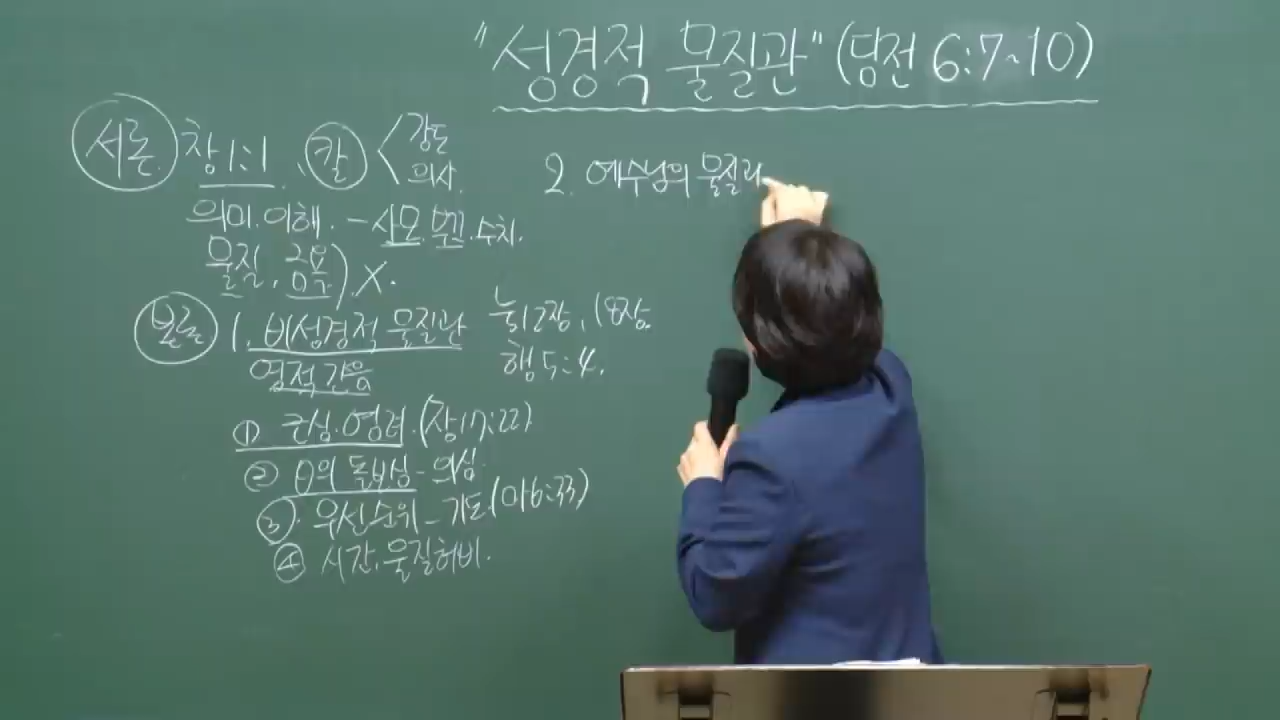 "성경적 물질관" (딤전 6:7~10)
서론 창1:1、칼 < 강도
의사.
의미.이해. - 사모.벧.수치.
물질, 금욕) X.
본론 1. 비성경적 물질관 눅12장, 18장.
영적간음 행5:4.
① 근심.염려.(잠17:22)
② θ의 독비성 - 의심.
③. 우선순위 - 기도(마6:33)
④ 시간.물질허비.
2. 예수님의 물질과